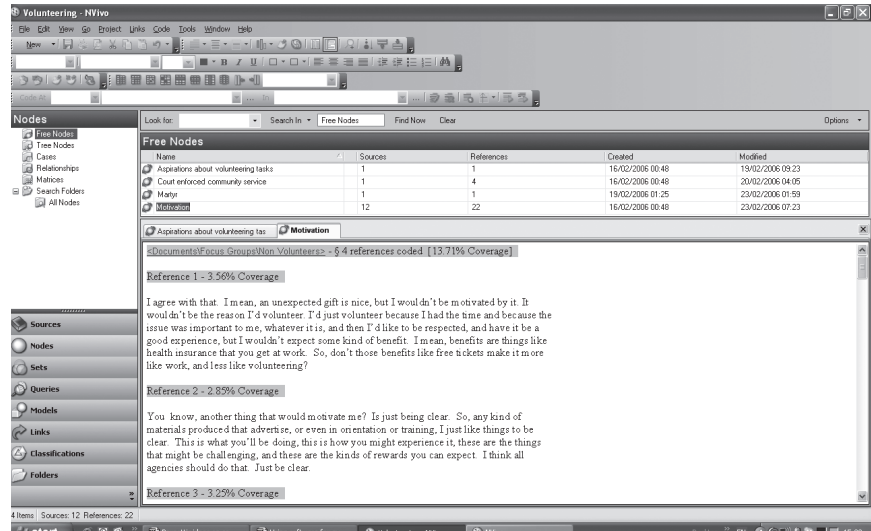 Volunteering - NVivo
File Edit View Go Project Links Code Tools Window Help
New
Code At
In
Nodes
Free Nodes
Tree Nodes
Cases
Relationships
Matrices
Search Folders
All Nodes
Sources
Nodes
Sets
Queries
Models
Links
Classifications
Folders
Look for: Search In Free Nodes Find Now Clear Options
Free Nodes
Name Sources References Created Modified
Aspirations about volunteering tasks 1 1 16/02/2006 00:48 19/02/2006 09:23
Court enforced community service 1 4 16/02/2006 00:48 20/02/2006 04:05
Martyr 1 1 19/02/2006 01:25 23/02/2006 01:59
Motivation 12 22 16/02/2006 00:48 23/02/2006 07:23
Aspirations about volunteering tas Motivation
<Documents\Focus Groups\Non Volunteers> - § 4 references coded [13.71% Coverage]
Reference 1 - 3.56% Coverage
I agree with that. I mean, an unexpected gift is nice, but I wouldn't be motivated by it. It
wouldn't be the reason I'd volunteer. I'd just volunteer because I had the time and because the
issue was important to me, whatever it is, and then I'd like to be respected, and have it be a
good experience, but I wouldn't expect some kind of benefit. I mean, benefits are things like
health insurance that you get at work. So, don't those benefits like free tickets make it more
like work, and less like volunteering?
Reference 2 - 2.85% Coverage
You know, another thing that would motivate me? Is just being clear. So, any kind of
materials produced that advertise, or even in orientation or training, I just like things to be
clear. This is what you'll be doing, this is how you might experience it, these are the things
that might be challenging, and these are the kinds of rewards you can expect. I think all
agencies should do that. Just be clear.
Reference 3 - 3.25% Coverage
4 Items Sources: 12 References: 22